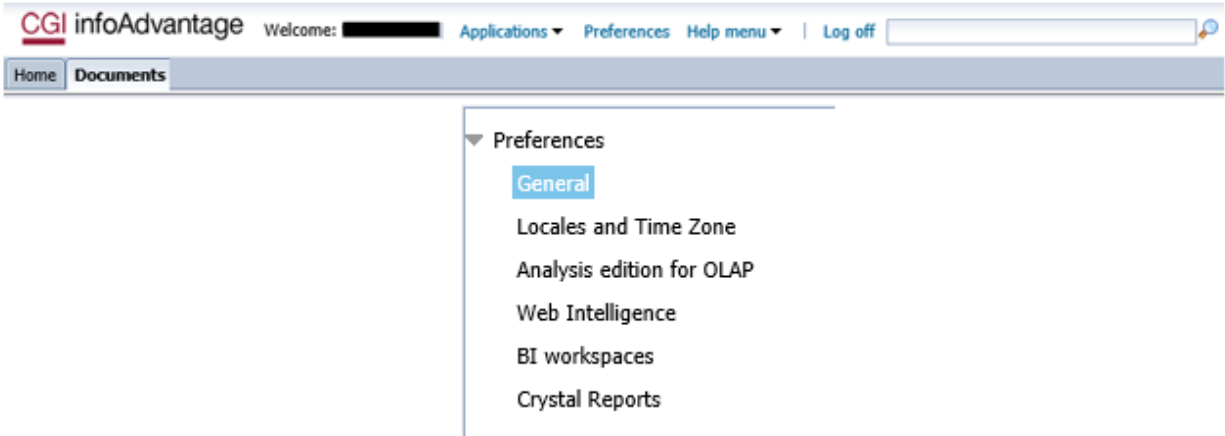 CGI infoAdvantage Welcome: Applications Preferences Help menu | Log off
Home Documents
Preferences
General
Locales and Time Zone
Analysis edition for OLAP
Web Intelligence
BI workspaces
Crystal Reports